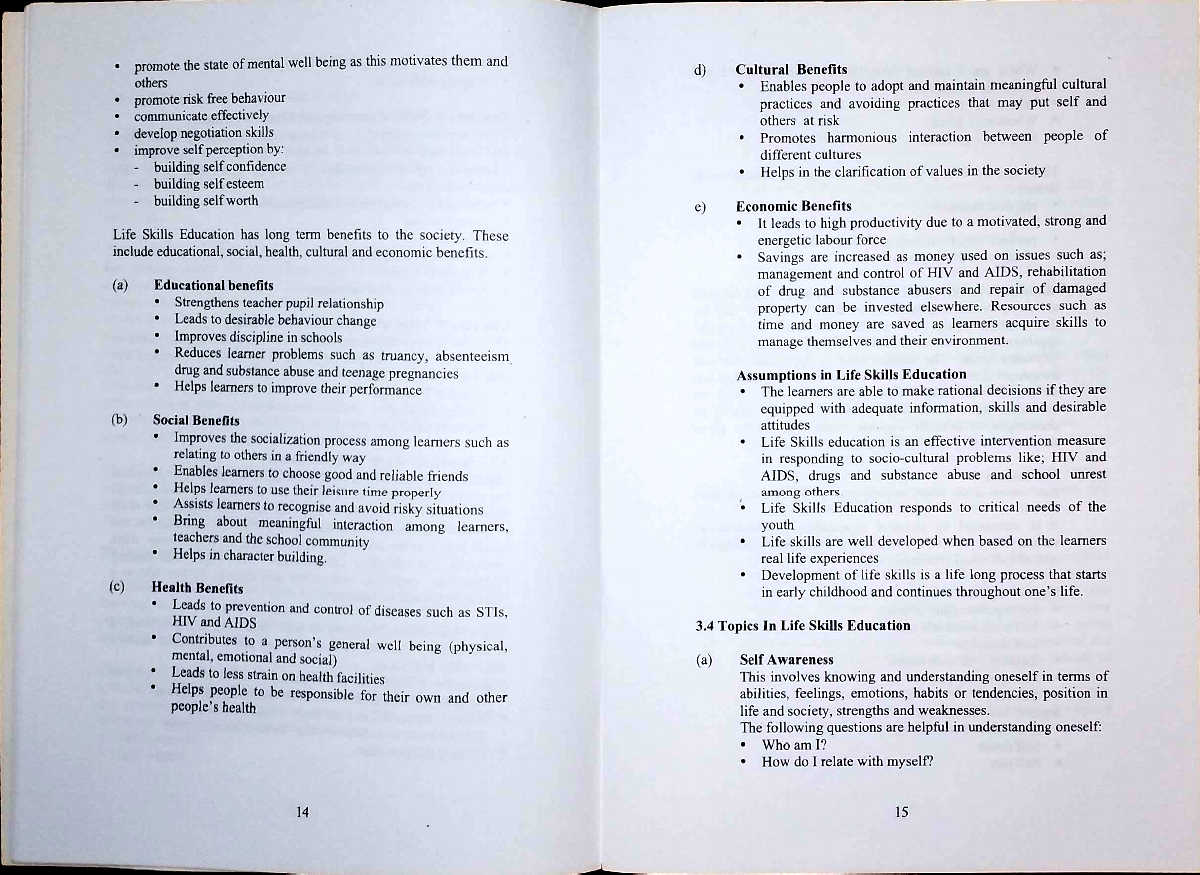 • promote the state of mental well being as this motivates them and
others
• promote risk free behaviour
• communicate effectively
• develop negotiation skills
• improve self perception by:
- building self confidence
- building self esteem
- building self worth
Life Skills Education has long term benefits to the society. These
include educational, social, health, cultural and economic benefits.
(a) Educational benefits
• Strengthens teacher pupil relationship
• Leads to desirable behaviour change
• Improves discipline in schools
• Reduces learner problems such as truancy, absenteeism
drug and substance abuse and teenage pregnancies
• Helps learners to improve their performance
(b) Social Benefits
• Improves the socialization process among learners such as
relating to others in a friendly way
• Enables learners to choose good and reliable friends
• Helps learners to use their leisure time properly
• Assists learners to recognise and avoid risky situations
• Bring about meaningful interaction among learners,
teachers and the school community
• Helps in character building.
(c) Health Benefits
• Leads to prevention and control of diseases such as STIs,
HIV and AIDS
• Contributes to a person's general well being (physical,
mental, emotional and social)
• Leads to less strain on health facilities
• Helps people to be responsible for their own and other
people's health
14
d) Cultural Benefits
• Enables people to adopt and maintain meaningful cultural
practices and avoiding practices that may put self and
others at risk
• Promotes harmonious interaction between people of
different cultures
• Helps in the clarification of values in the society
e) Economic Benefits
• It leads to high productivity due to a motivated, strong and
energetic labour force
• Savings are increased as money used on issues such as;
management and control of HIV and AIDS, rehabilitation
of drug and substance abusers and repair of damaged
property can be invested elsewhere. Resources such as
time and money are saved as learners acquire skills to
manage themselves and their environment.
Assumptions in Life Skills Education
• The learners are able to make rational decisions if they are
equipped with adequate information, skills and desirable
attitudes
• Life Skills education is an effective intervention measure
in responding to socio-cultural problems like; HIV and
AIDS, drugs and substance abuse and school unrest
among others
• Life Skills Education responds to critical needs of the
youth
• Life skills are well developed when based on the learners
real life experiences
• Development of life skills is a life long process that starts
in early childhood and continues throughout one's life.
3.4 Topics In Life Skills Education
(a) Self Awareness
This involves knowing and understanding oneself in terms of
abilities, feelings, emotions, habits or tendencies, position in
life and society, strengths and weaknesses.
The following questions are helpful in understanding oneself:
• Who am I?
• How do I relate with myself?
15